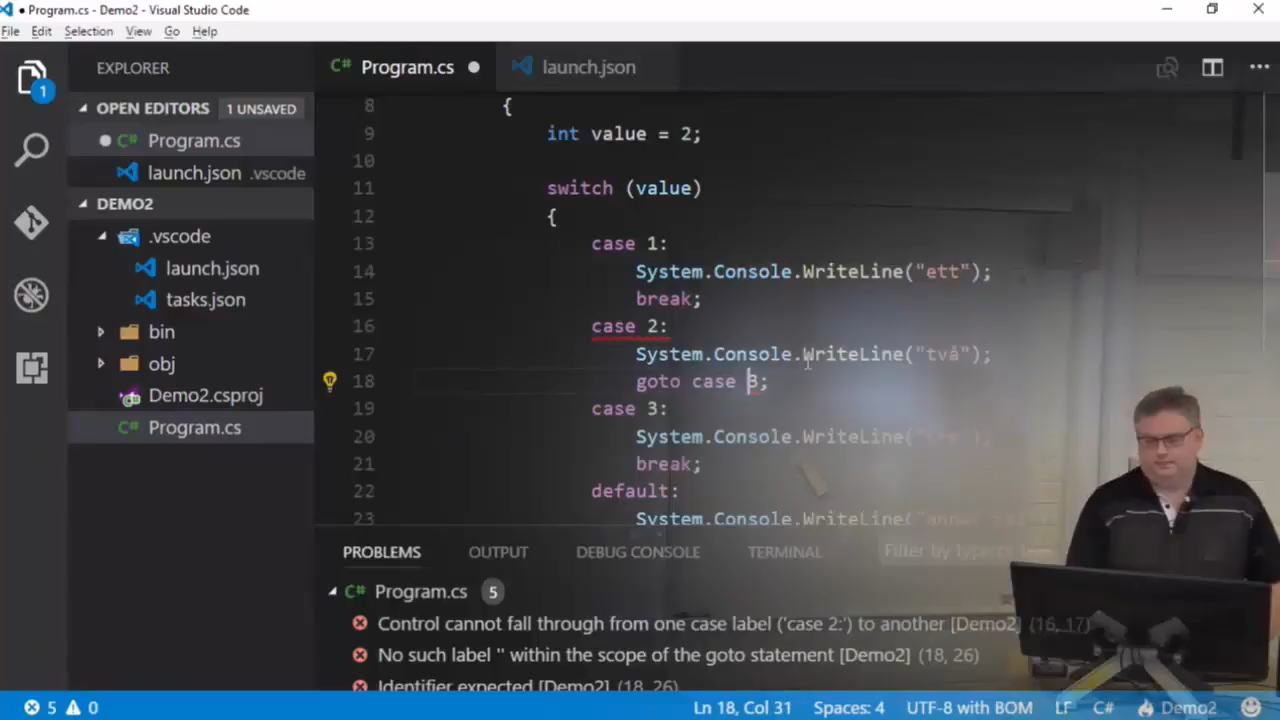 Program.cs - Demo2 - Visual Studio Code
File Edit Selection View Go Help
EXPLORER
Program.cs
launch.json
OPEN EDITORS 1 UNSAVED
Program.cs
launch.json .vscode
DEMO2
.vscode
launch.json
tasks.json
bin
obj
Demo2.csproj
Program.cs
1
8 {
9 int value = 2;
10
11 switch (value)
12 {
13 case 1:
14 System.Console.WriteLine("ett");
15 break;
16 case 2:
17 System.Console.WriteLine("två");
18 goto case 3;
19 case 3:
20 System.Console.WriteLine("tre");
21 break;
22 default:
23 System.Console.WriteLine("annat
PROBLEMS OUTPUT DEBUG CONSOLE TERMINAL Filter by type o
Program.cs 5
Control cannot fall through from one case label ('case 2:') to another [Demo2] (16, 17)
No such label '' within the scope of the goto statement [Demo2] (18, 26)
Identifier expected [Demo2] (18, 26)
5 0 Ln 18, Col 31 Spaces: 4 UTF-8 with BOM LF C# Demo2